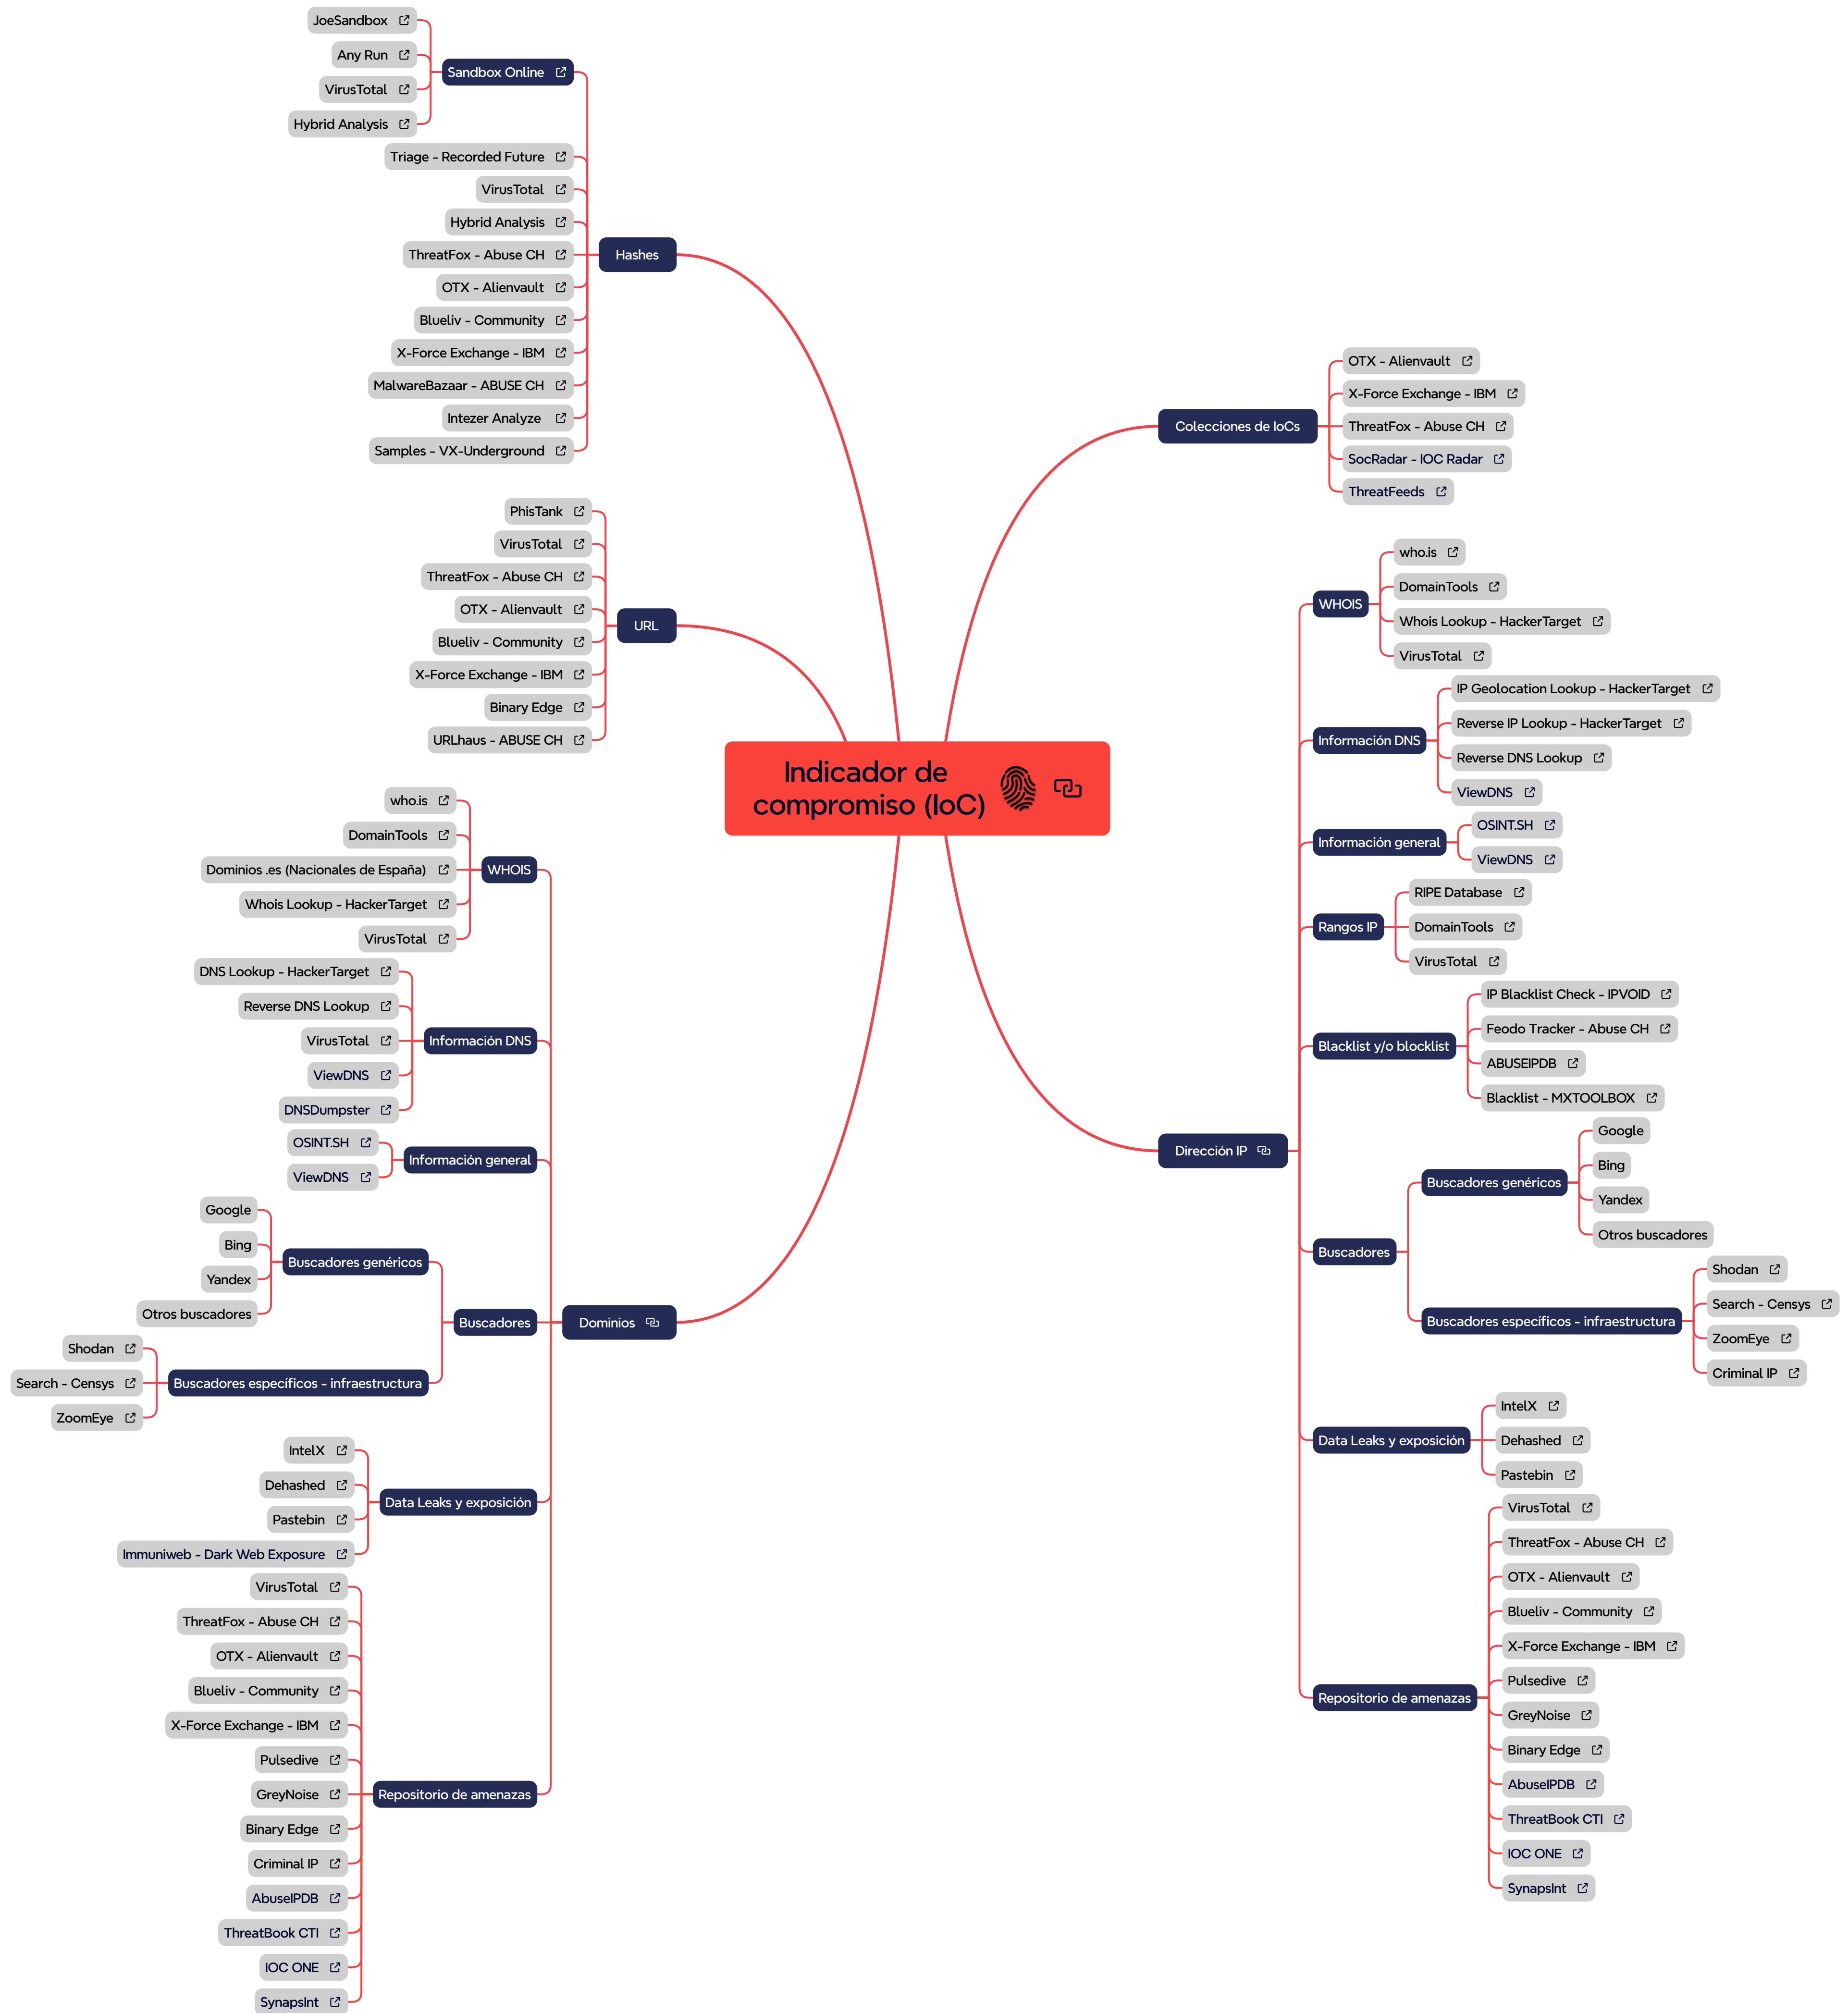 Indicador de
compromiso (IoC)
Hashes
Sandbox Online
JoeSandbox
Any Run
VirusTotal
Hybrid Analysis
Triage - Recorded Future
VirusTotal
Hybrid Analysis
ThreatFox - Abuse CH
OTX - Alienvault
Blueliv - Community
X-Force Exchange - IBM
MalwareBazaar - ABUSE CH
Intezer Analyze
Samples - VX-Underground
URL
PhisTank
VirusTotal
ThreatFox - Abuse CH
OTX - Alienvault
Blueliv - Community
X-Force Exchange - IBM
Binary Edge
URLhaus - ABUSE CH
Dominios
WHOIS
who.is
DomainTools
Dominios .es (Nacionales de España)
Whois Lookup - HackerTarget
VirusTotal
Información DNS
DNS Lookup - HackerTarget
Reverse DNS Lookup
VirusTotal
ViewDNS
DNSDumpster
Información general
OSINT.SH
ViewDNS
Buscadores
Buscadores genéricos
Google
Bing
Yandex
Otros buscadores
Buscadores específicos - infraestructura
Shodan
Search - Censys
ZoomEye
Data Leaks y exposición
IntelX
Dehashed
Pastebin
Immuniweb - Dark Web Exposure
Repositorio de amenazas
VirusTotal
ThreatFox - Abuse CH
OTX - Alienvault
Blueliv - Community
X-Force Exchange - IBM
Pulsedive
GreyNoise
Binary Edge
Criminal IP
AbuseIPDB
ThreatBook CTI
IOC ONE
SynapsInt
Colecciones de IoCs
OTX - Alienvault
X-Force Exchange - IBM
ThreatFox - Abuse CH
SocRadar - IOC Radar
ThreatFeeds
Dirección IP
WHOIS
who.is
DomainTools
Whois Lookup - HackerTarget
VirusTotal
Información DNS
IP Geolocation Lookup - HackerTarget
Reverse IP Lookup - HackerTarget
Reverse DNS Lookup
ViewDNS
Información general
OSINT.SH
ViewDNS
Rangos IP
RIPE Database
DomainTools
VirusTotal
Blacklist y/o blocklist
IP Blacklist Check - IPVOID
Feodo Tracker - Abuse CH
ABUSEIPDB
Blacklist - MXTOOLBOX
Buscadores
Buscadores genéricos
Google
Bing
Yandex
Otros buscadores
Buscadores específicos - infraestructura
Shodan
Search - Censys
ZoomEye
Criminal IP
Data Leaks y exposición
IntelX
Dehashed
Pastebin
Repositorio de amenazas
VirusTotal
ThreatFox - Abuse CH
OTX - Alienvault
Blueliv - Community
X-Force Exchange - IBM
Pulsedive
GreyNoise
Binary Edge
AbuseIPDB
ThreatBook CTI
IOC ONE
SynapsInt